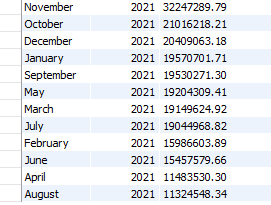 November 2021 32247289.79
October 2021 21016218.21
December 2021 20409063.18
January 2021 19570701.71
September 2021 19530271.30
May 2021 19204309.41
March 2021 19149624.92
July 2021 19044968.82
February 2021 15986603.89
June 2021 15457579.66
April 2021 11483530.30
August 2021 11324548.34